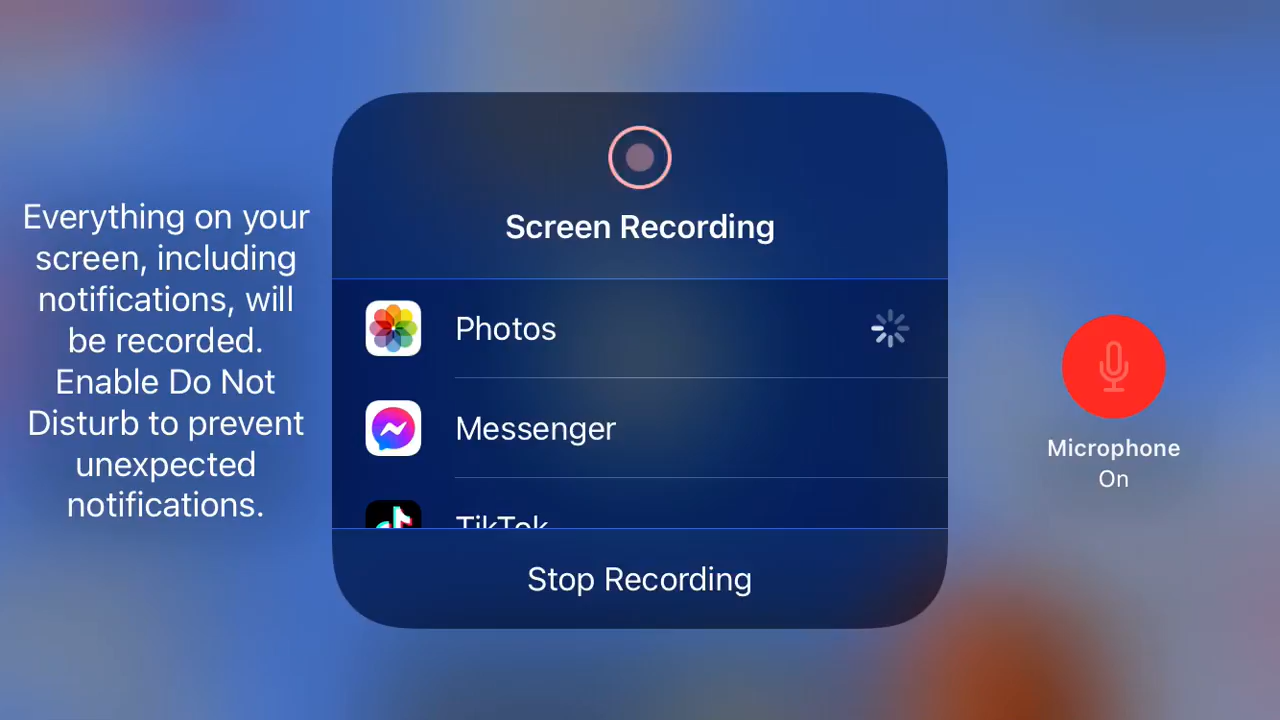 Everything on your
screen, including
notifications, will
be recorded.
Enable Do Not
Disturb to prevent
unexpected
notifications.
Screen Recording
Photos
Messenger
TikTok
Stop Recording
Microphone
On